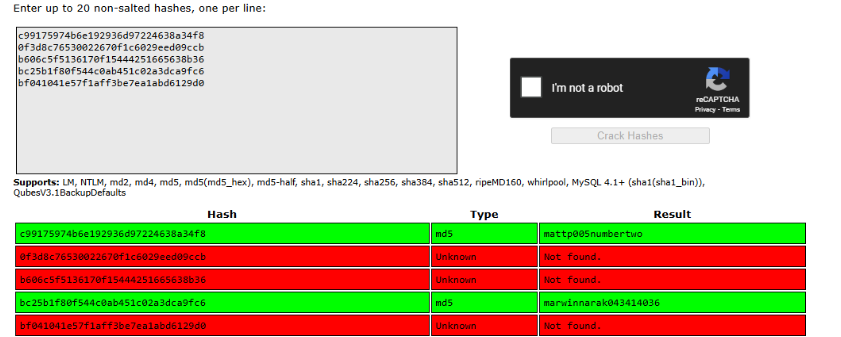 Enter up to 20 non-salted hashes, one per line:
c99175974b6e192936d97224638a34f8
0f3d8c76530022670f1c6029eed09ccb
b606c5f5136170f15444251665638b36
bc25b1f80f544c0ab451c02a3dca9fc6
bf041041e57f1aff3be7ea1abd6129d0
I'm not a robot
reCAPTCHA
Privacy - Terms
Crack Hashes
Supports: LM, NTLM, md2, md4, md5, md5(md5_hex), md5-half, sha1, sha224, sha256, sha384, sha512, ripeMD160, whirlpool, MySQL 4.1+ (sha1(sha1_bin)),
QubesV3.1BackupDefaults
Hash Type Result
c99175974b6e192936d97224638a34f8 md5 mattp005numbertwo
0f3d8c76530022670f1c6029eed09ccb Unknown Not found.
b606c5f5136170f15444251665638b36 Unknown Not found.
bc25b1f80f544c0ab451c02a3dca9fc6 md5 marwinnarak043414036
bf041041e57f1aff3be7ea1abd6129d0 Unknown Not found.